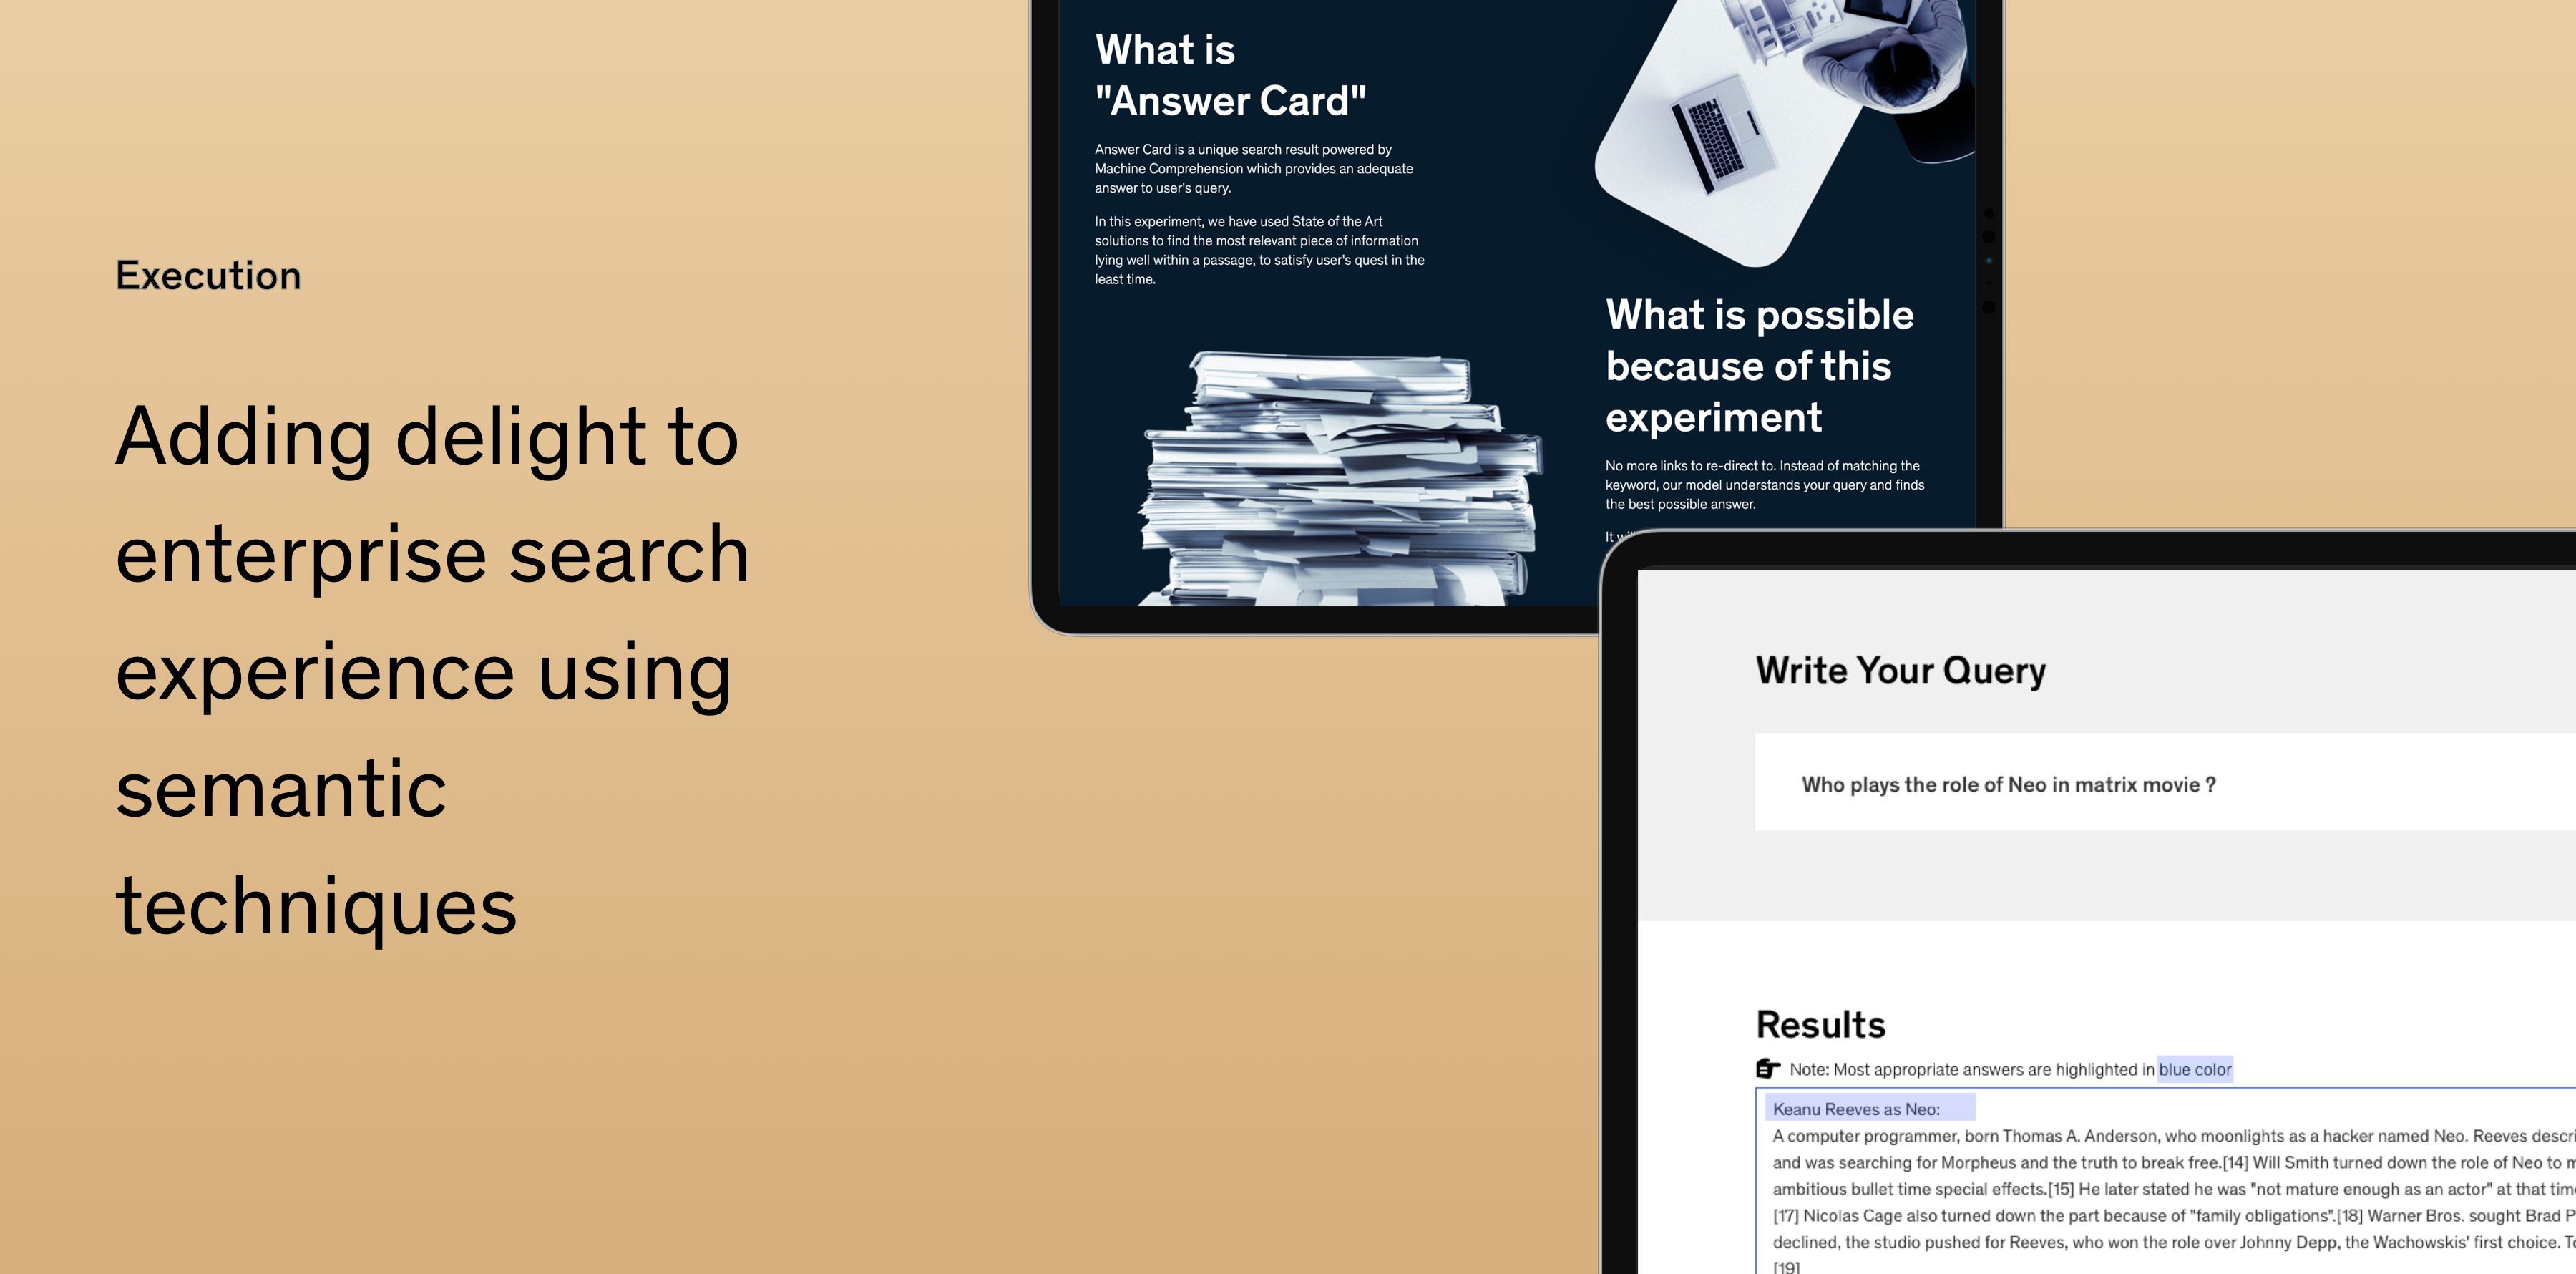 Execution
Adding delight to
enterprise search
experience using
semantic
techniques
What is
"Answer Card"
Answer Card is a unique search result powered by
Machine Comprehension which provides an adequate
answer to user's query.
In this experiment, we have used State of the Art
solutions to find the most relevant piece of information
lying well within a passage, to satisfy user's quest in the
least time.
What is possible
because of this
experiment
No more links to re-direct to. Instead of matching the
keyword, our model understands your query and finds
the best possible answer.
It
Write Your Query
Who plays the role of Neo in matrix movie ?
Results
Note: Most appropriate answers are highlighted in blue color
Keanu Reeves as Neo:
A computer programmer, born Thomas A. Anderson, who moonlights as a hacker named Neo. Reeves
and was searching for Morpheus and the truth to break free.[14] Will Smith turned down the role of Neo to
ambitious bullet time special effects.[15] He later stated he was "not mature enough as an actor" at that
[17] Nicolas Cage also turned down the part because of "family obligations".[18] Warner Bros. sought Brad
declined, the studio pushed for Reeves, who won the role over Johnny Depp, the Wachowskis' first choice.
[19]